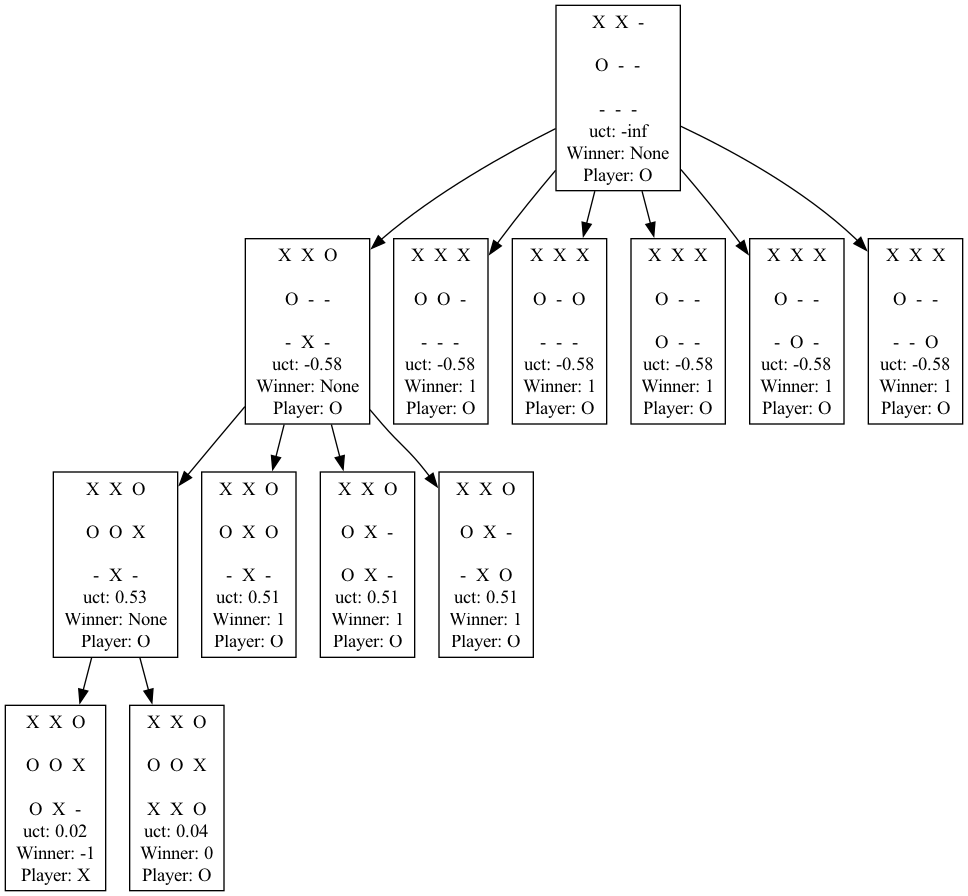 X X -
O - -
- - -
uct: -inf
Winner: None
Player: O
X X O
O - -
- X -
uct: -0.58
Winner: None
Player: O
X X X
O O -
- - -
uct: -0.58
Winner: 1
Player: O
X X X
O - O
- - -
uct: -0.58
Winner: 1
Player: O
X X X
O - -
O - -
uct: -0.58
Winner: 1
Player: O
X X X
O - -
- O -
uct: -0.58
Winner: 1
Player: O
X X X
O - -
- - O
uct: -0.58
Winner: 1
Player: O
X X O
O O X
- X -
uct: 0.53
Winner: None
Player: O
X X O
O X O
- X -
uct: 0.51
Winner: 1
Player: O
X X O
O X -
O X -
uct: 0.51
Winner: 1
Player: O
X X O
O X -
- X O
uct: 0.51
Winner: 1
Player: O
X X O
O O X
O X -
uct: 0.02
Winner: -1
Player: X
X X O
O O X
X X O
uct: 0.04
Winner: 0
Player: O